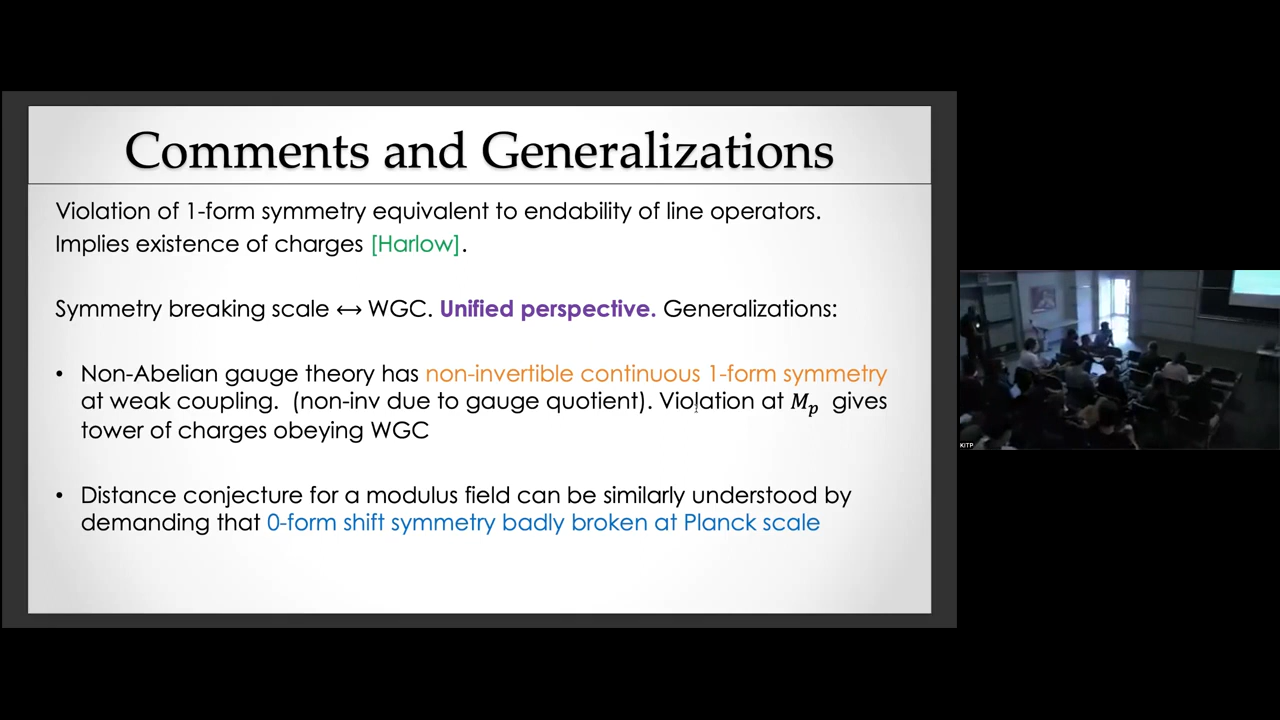 Comments and Generalizations
Violation of 1-form symmetry equivalent to endability of line operators.
Implies existence of charges [Harlow].
Symmetry breaking scale ↔ WGC. Unified perspective. Generalizations:
• Non-Abelian gauge theory has non-invertible continuous 1-form symmetry
at weak coupling. (non-inv due to gauge quotient). Violation at M_p gives
tower of charges obeying WGC
• Distance conjecture for a modulus field can be similarly understood by
demanding that 0-form shift symmetry badly broken at Planck scale
KITP